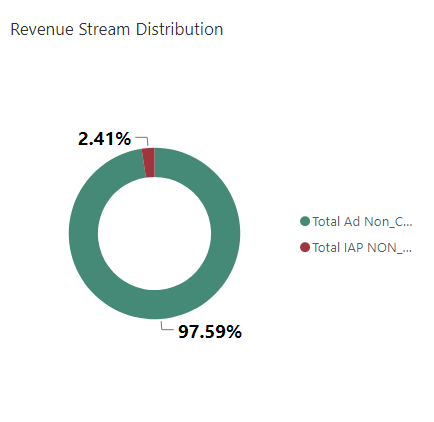 Revenue Stream Distribution
2.41%
Total Ad Non_C...
Total IAP NON_...
97.59%